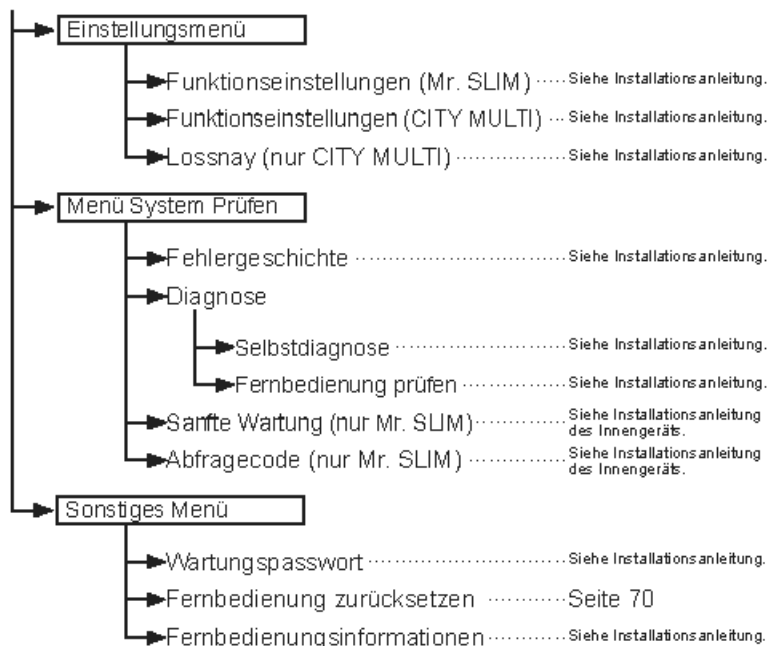 Einstellungsmenü
Funktionseinstellungen (Mr. SLIM) ····· Siehe Installationsanleitung.
Funktionseinstellungen (CITY MULTI) ··· Siehe Installationsanleitung.
Lossnay (nur CITY MULTI) ················ Siehe Installationsanleitung.
Menü System Prüfen
Fehlergeschichte ······························ Siehe Installationsanleitung.
Diagnose
Selbstdiagnose ························· Siehe Installationsanleitung.
Fernbedienung prüfen ················ Siehe Installationsanleitung.
Sanfte Wartung (nur Mr. SLIM) ············· Siehe Installationsanleitung
des Innengeräts.
Abfragecode (nur Mr. SLIM) ·············· Siehe Installationsanleitung
des Innengeräts.
Sonstiges Menü
Wartungspasswort ···························· Siehe Installationsanleitung.
Fernbedienung zurücksetzen ··········· Seite 70
Fernbedienungsinformationen ············ Siehe Installationsanleitung.